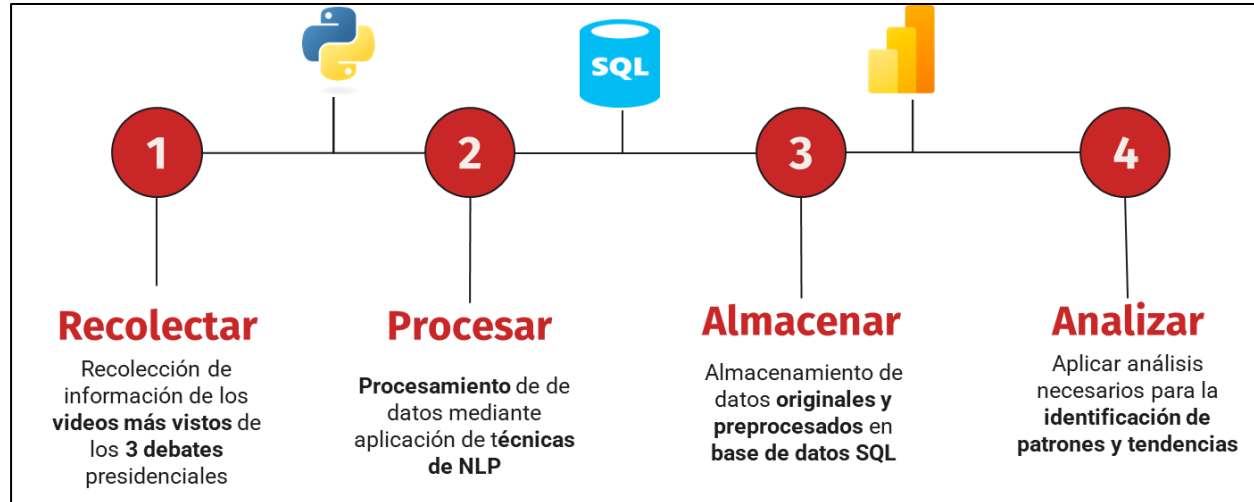 SQL
1
2
3
4
Recolectar
Recolección de
información de los
videos más vistos de
los 3 debates
presidenciales
Procesar
Procesamiento de de
datos mediante
aplicación de técnicas
de NLP
Almacenar
Almacenamiento de
datos originales y
preprocesados en
base de datos SQL
Analizar
Aplicar análisis
necesarios para la
identificación de
patrones y tendencias